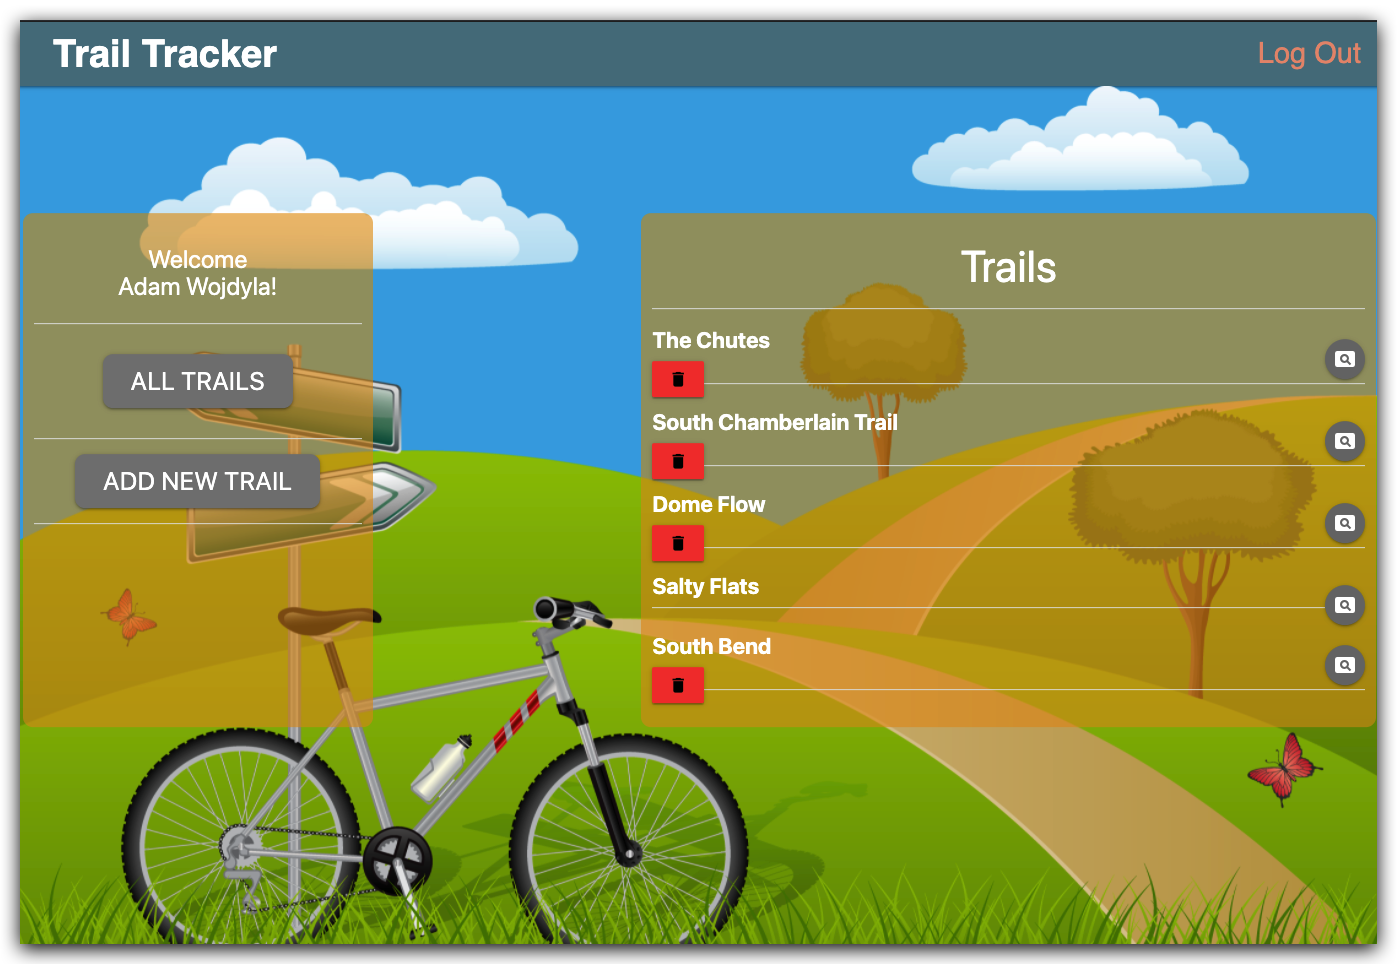 Trail Tracker
Log Out
Welcome
Adam Wojdyla!
ALL TRAILS
ADD NEW TRAIL
Trails
The Chutes
South Chamberlain Trail
Dome Flow
Salty Flats
South Bend